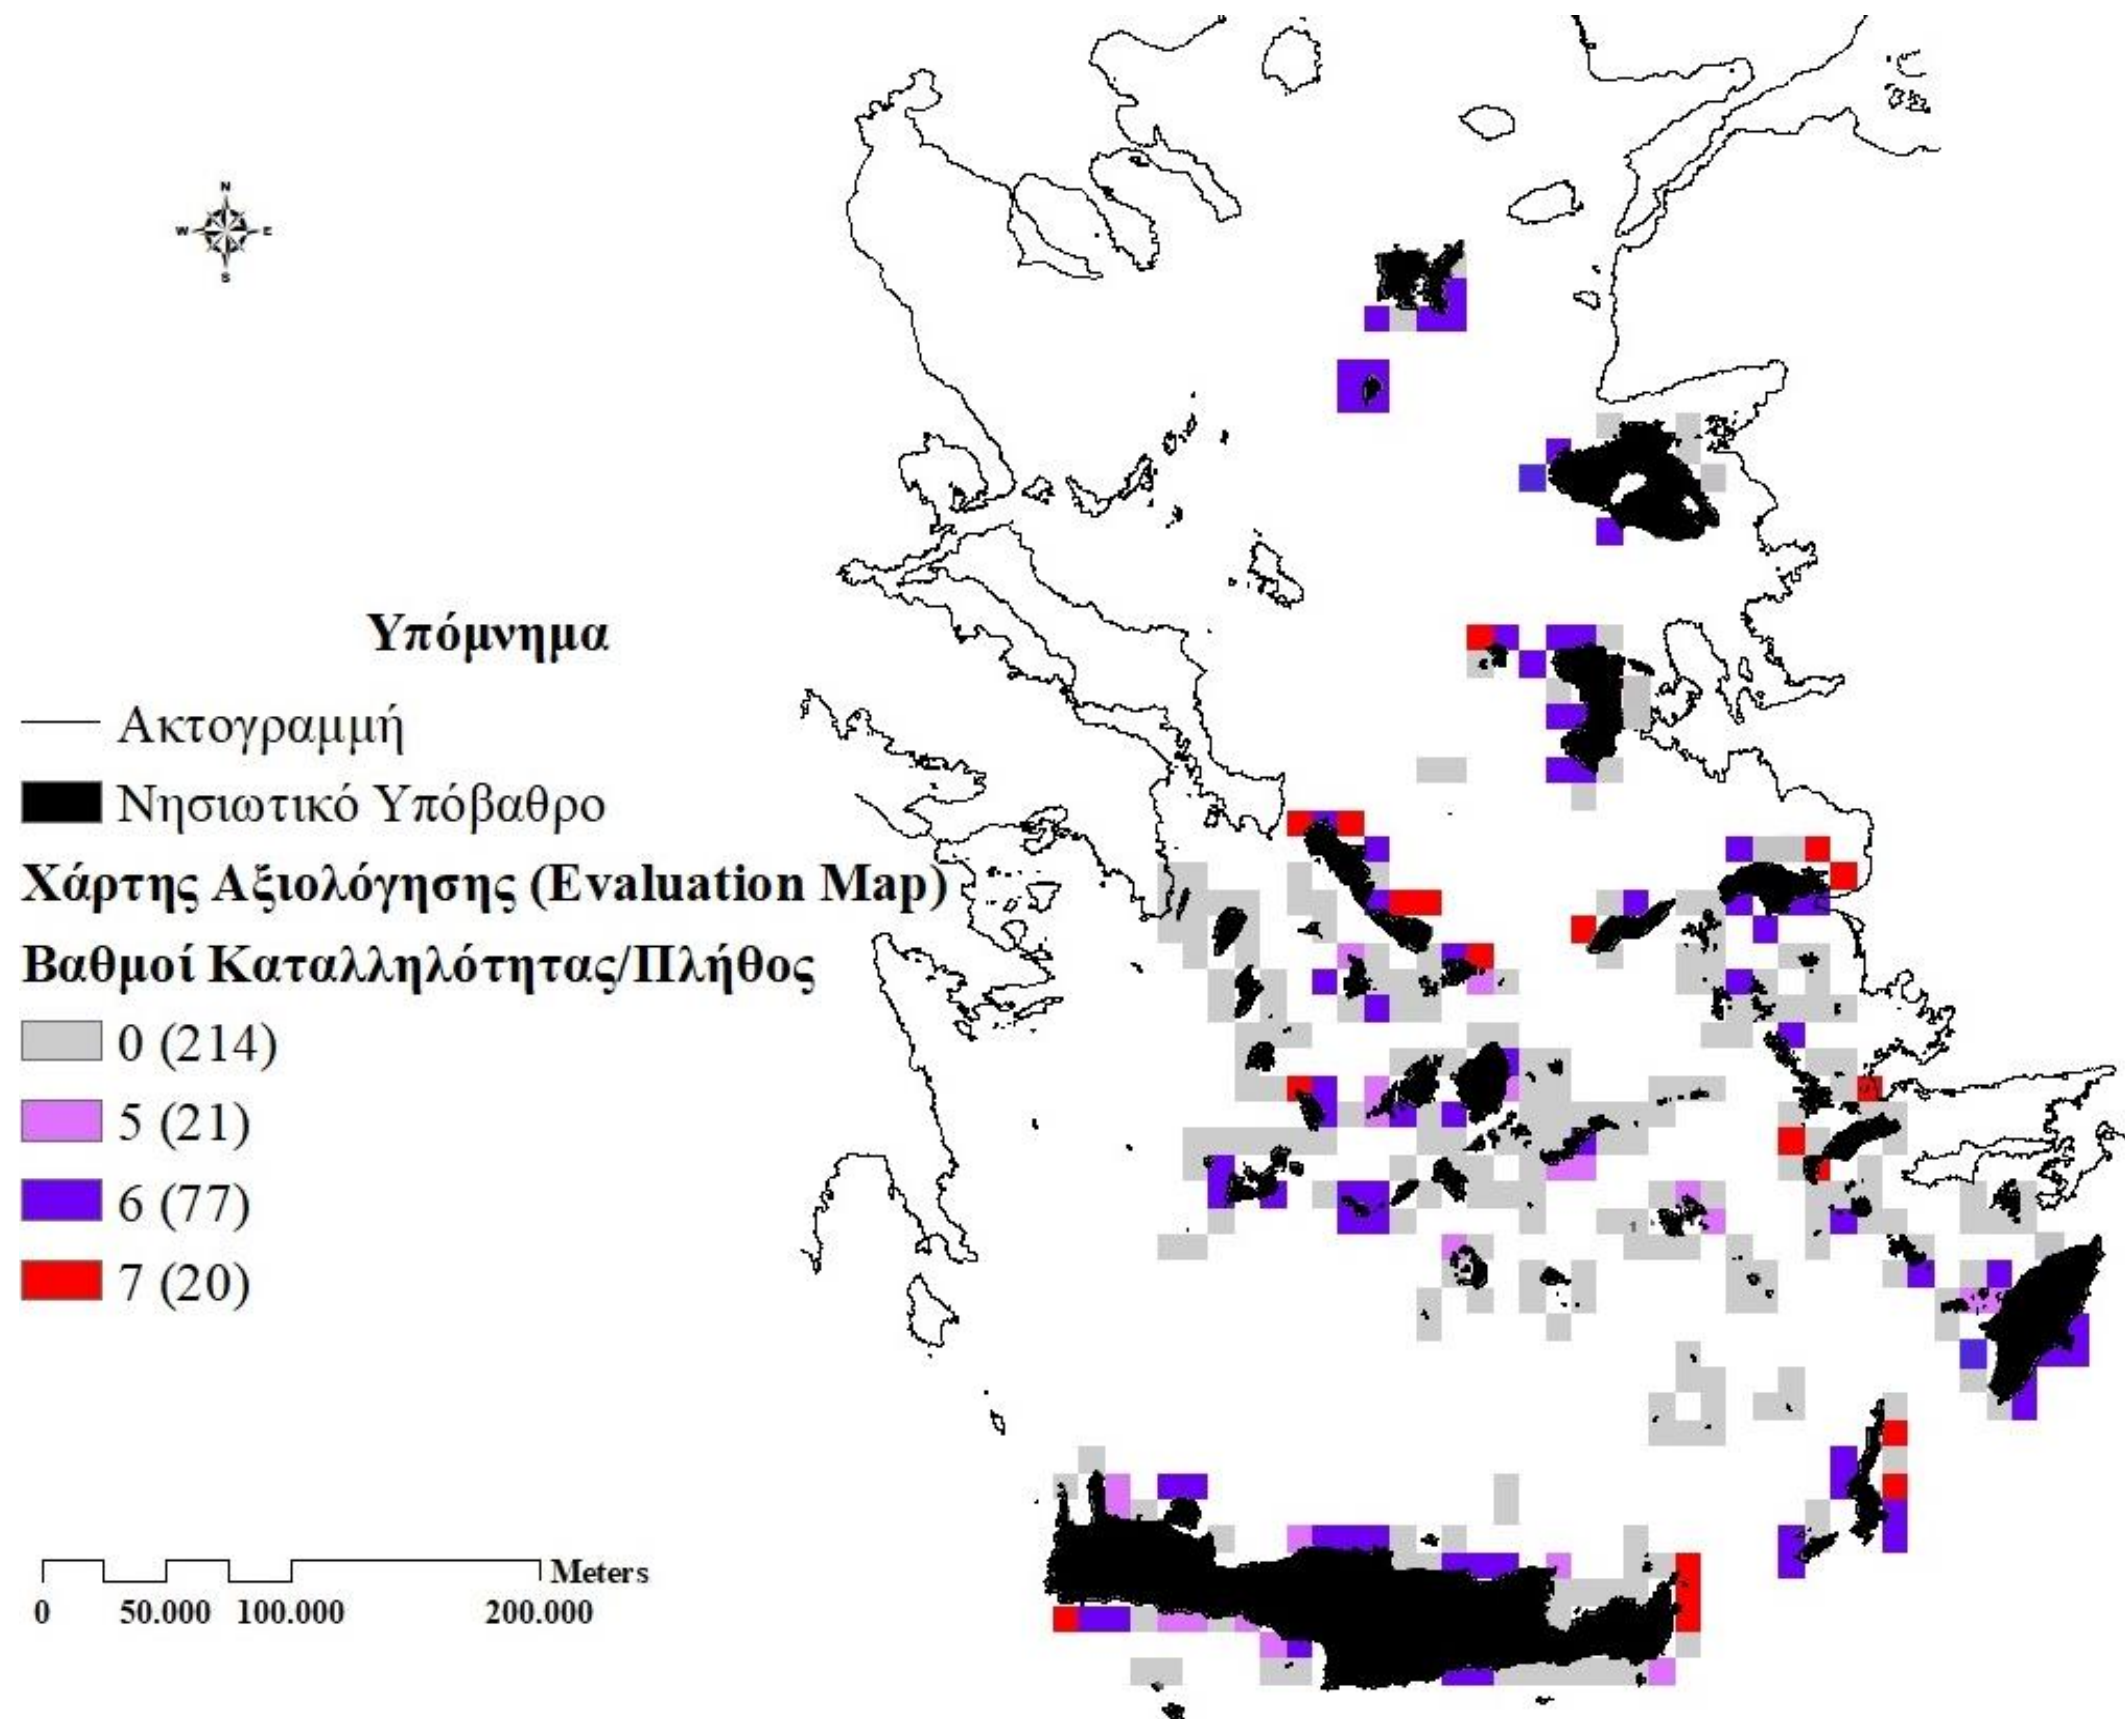 N
W E
S
Υπόμνημα
Ακτογραμμή
Νησιωτικό Υπόβαθρο
Χάρτης Αξιολόγησης (Evaluation Map)
Βαθμοί Καταλληλότητας/Πλήθος
0 (214)
5 (21)
6 (77)
7 (20)
Meters
0 50.000 100.000 200.000